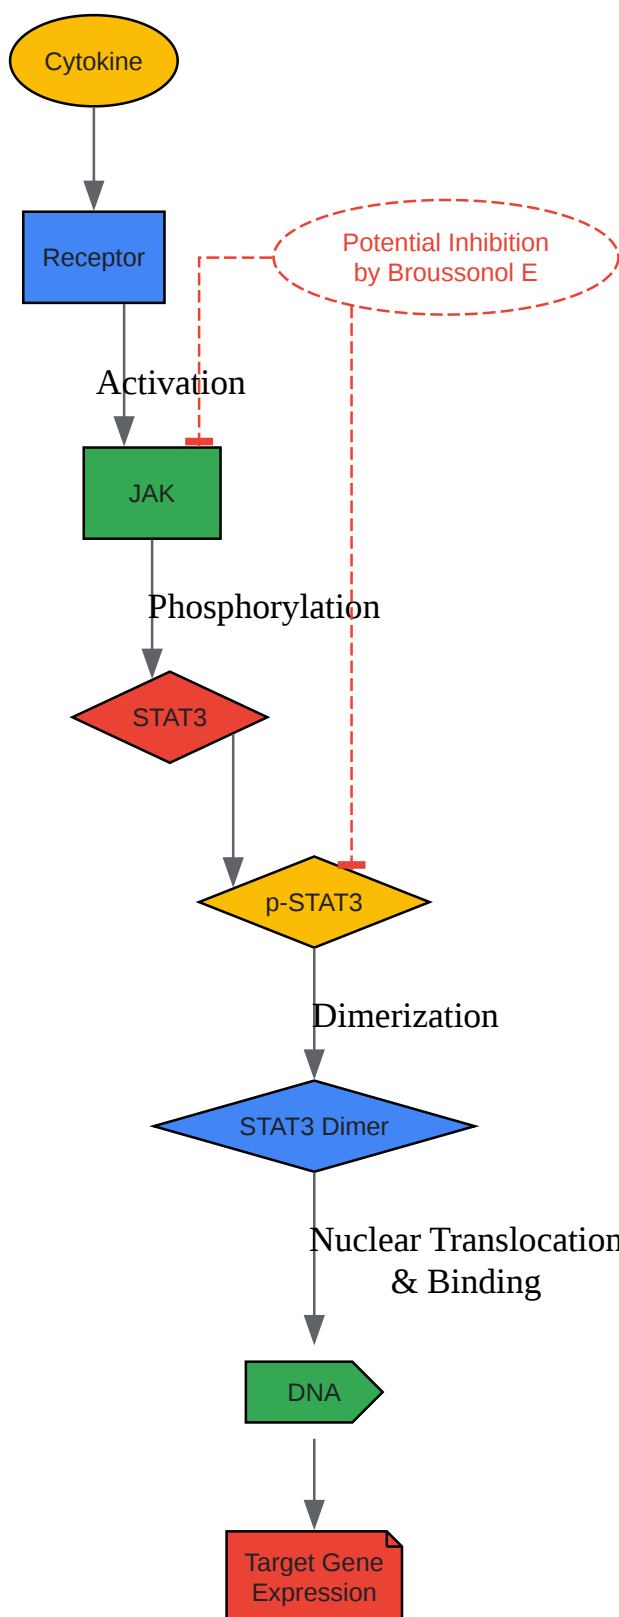 Cytokine
Receptor
Potential Inhibition
by Broussonol E
Activation
JAK
Phosphorylation
STAT3
p-STAT3
Dimerization
STAT3 Dimer
Nuclear Translocation
& Binding
DNA
Target Gene
Expression